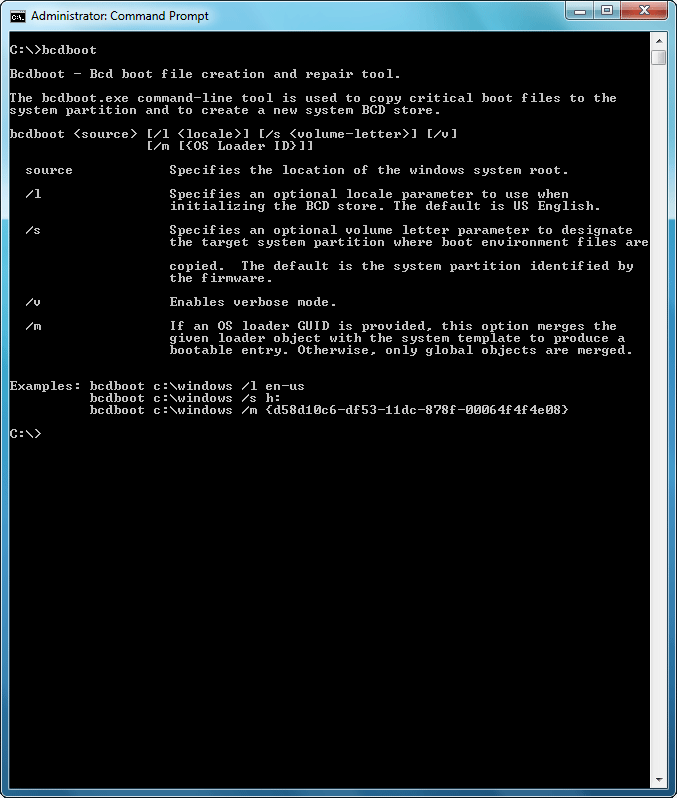 Administrator: Command Prompt
C:\>bcdboot
Bcdboot - Bcd boot file creation and repair tool.
The bcdboot.exe command-line tool is used to copy critical boot files to the
system partition and to create a new system BCD store.
bcdboot <source> [/l <locale>] [/s <volume-letter>] [/v]
[/m [{OS Loader ID}]]
source Specifies the location of the windows system root.
/l Specifies an optional locale parameter to use when
initializing the BCD store. The default is US English.
/s Specifies an optional volume letter parameter to designate
the target system partition where boot environment files are
copied. The default is the system partition identified by
the firmware.
/v Enables verbose mode.
/m If an OS loader GUID is provided, this option merges the
given loader object with the system template to produce a
bootable entry. Otherwise, only global objects are merged.
Examples: bcdboot c:\windows /l en-us
bcdboot c:\windows /s h:
bcdboot c:\windows /m {d58d10c6-df53-11dc-878f-00064f4f4e08}
C:\>